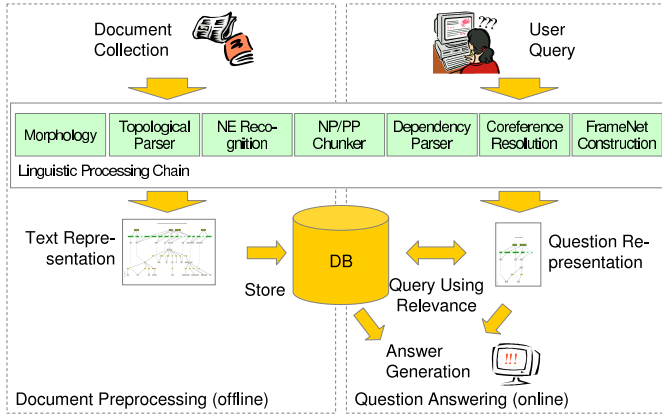 Document
Collection
???
User
Query
Morphology
Topological
Parser
NE Reco-
gnition
NP/PP
Chunker
Dependency
Parser
Coreference
Resolution
FrameNet
Construction
Linguistic Processing Chain
Text Repre-
sentation
Store
DB
Query Using
Relevance
Question Re-
presentation
Answer
Generation
!!!
Document Preprocessing (offline)
Question Answering (online)